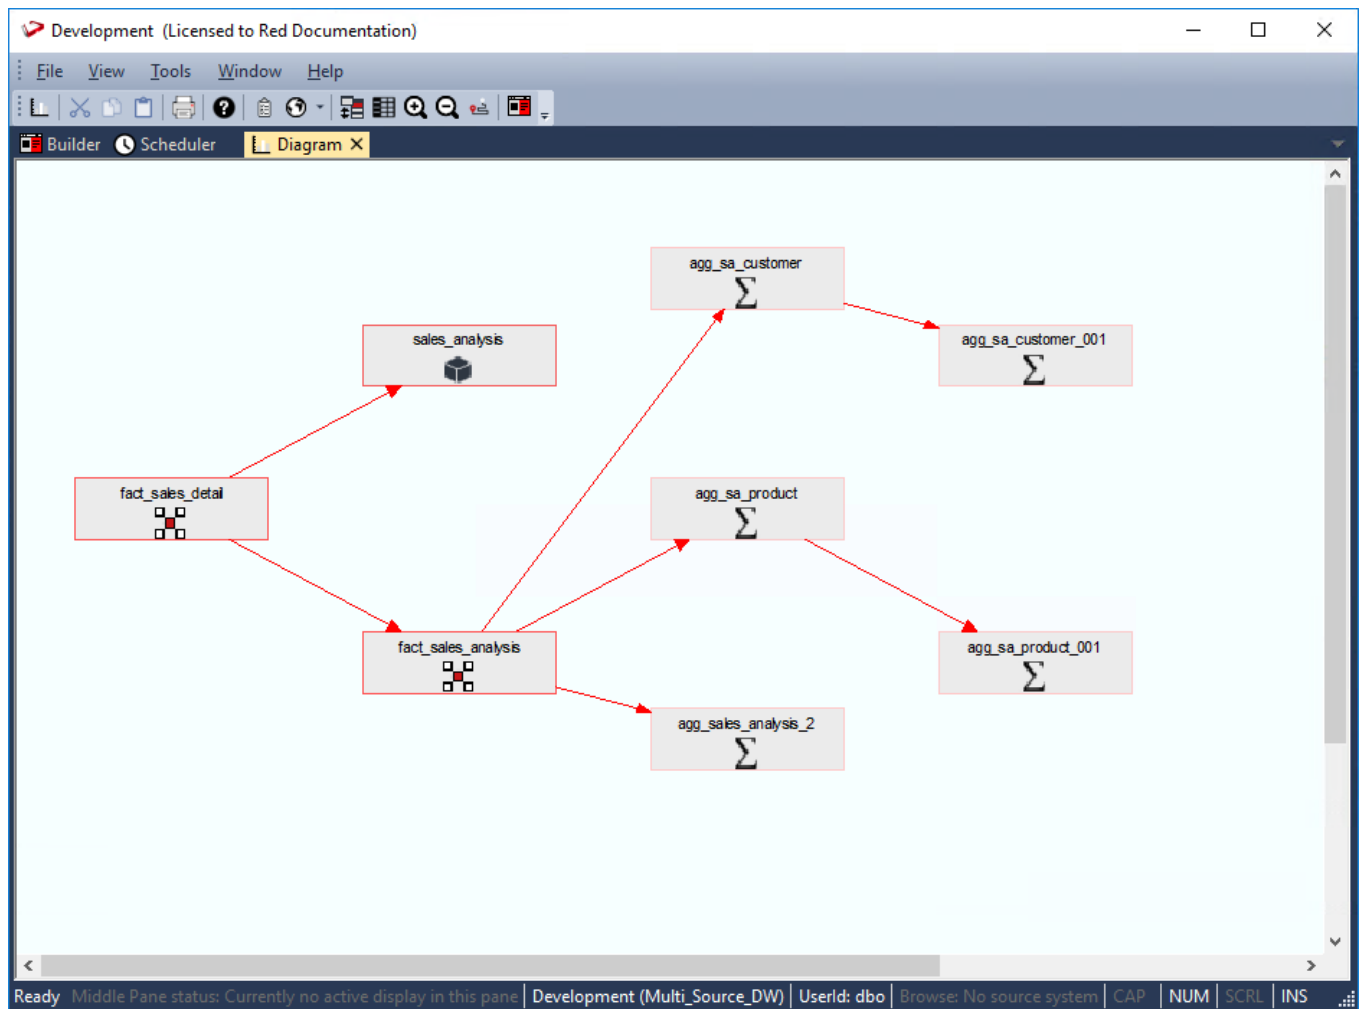 Development (Licensed to Red Documentation)
File View Tools Window Help
Builder Scheduler Diagram
agg_sa_customer
sales_analysis
agg_sa_customer_001
fact_sales_detail
agg_sa_product
fact_sales_analysis
agg_sa_product_001
agg_sales_analysis_2
Ready Middle Pane status: Currently no active display in this pane Development (Multi_Source_DW) UserId: dbo Browse: No source system CAP NUM SCRL INS